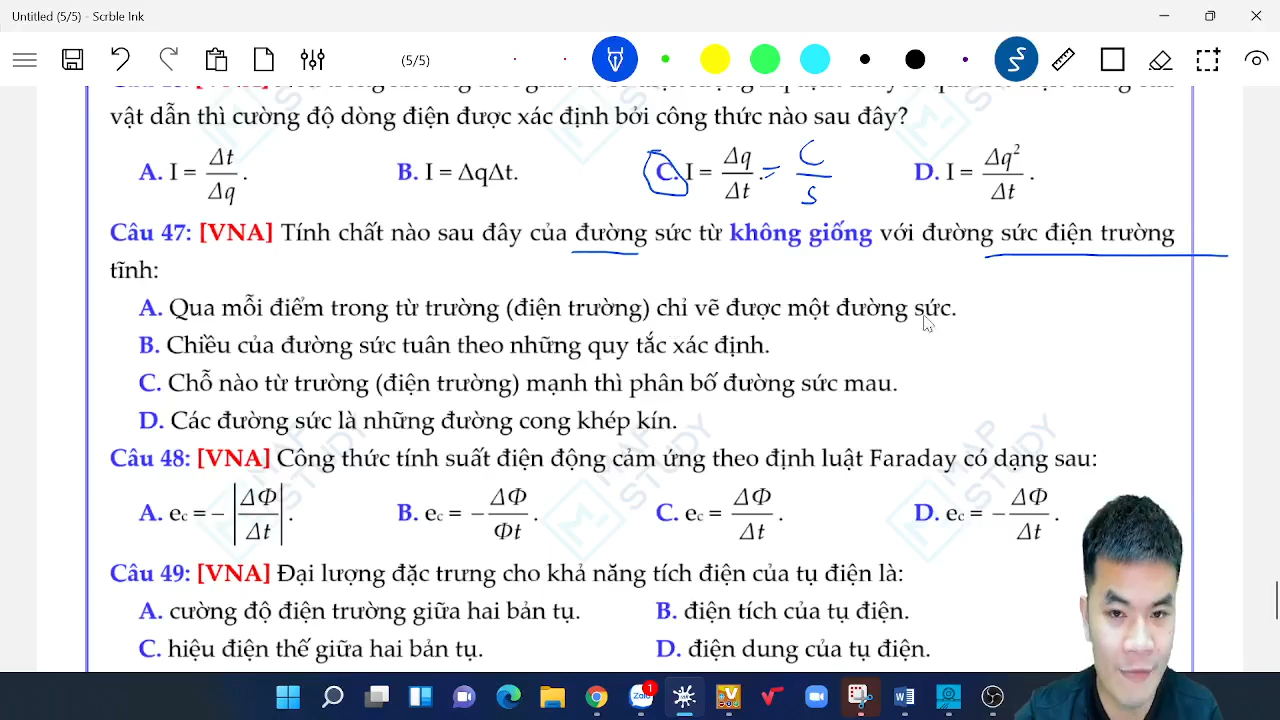 Untitled (5/5) - Scrble Ink
(5/5)
vật dẫn thì cường độ dòng điện được xác định bởi công thức nào sau đây?
A. I = Δt/Δq. B. I = ΔqΔt. C. I = Δq/Δt. = C/s D. I = Δq²/Δt.
Câu 47: [VNA] Tính chất nào sau đây của đường sức từ không giống với đường sức điện trường
tĩnh:
A. Qua mỗi điểm trong từ trường (điện trường) chỉ vẽ được một đường sức.
B. Chiều của đường sức tuân theo những quy tắc xác định.
C. Chỗ nào từ trường (điện trường) mạnh thì phân bố đường sức mau.
D. Các đường sức là những đường cong khép kín.
Câu 48: [VNA] Công thức tính suất điện động cảm ứng theo định luật Faraday có dạng sau:
A. ec = −|ΔΦ/Δt|. B. ec = −ΔΦ/Φt. C. ec = ΔΦ/Δt. D. ec = −ΔΦ/Δt.
Câu 49: [VNA] Đại lượng đặc trưng cho khả năng tích điện của tụ điện là:
A. cường độ điện trường giữa hai bản tụ. B. điện tích của tụ điện.
C. hiệu điện thế giữa hai bản tụ. D. điện dung của tụ điện.
MAP STUDY